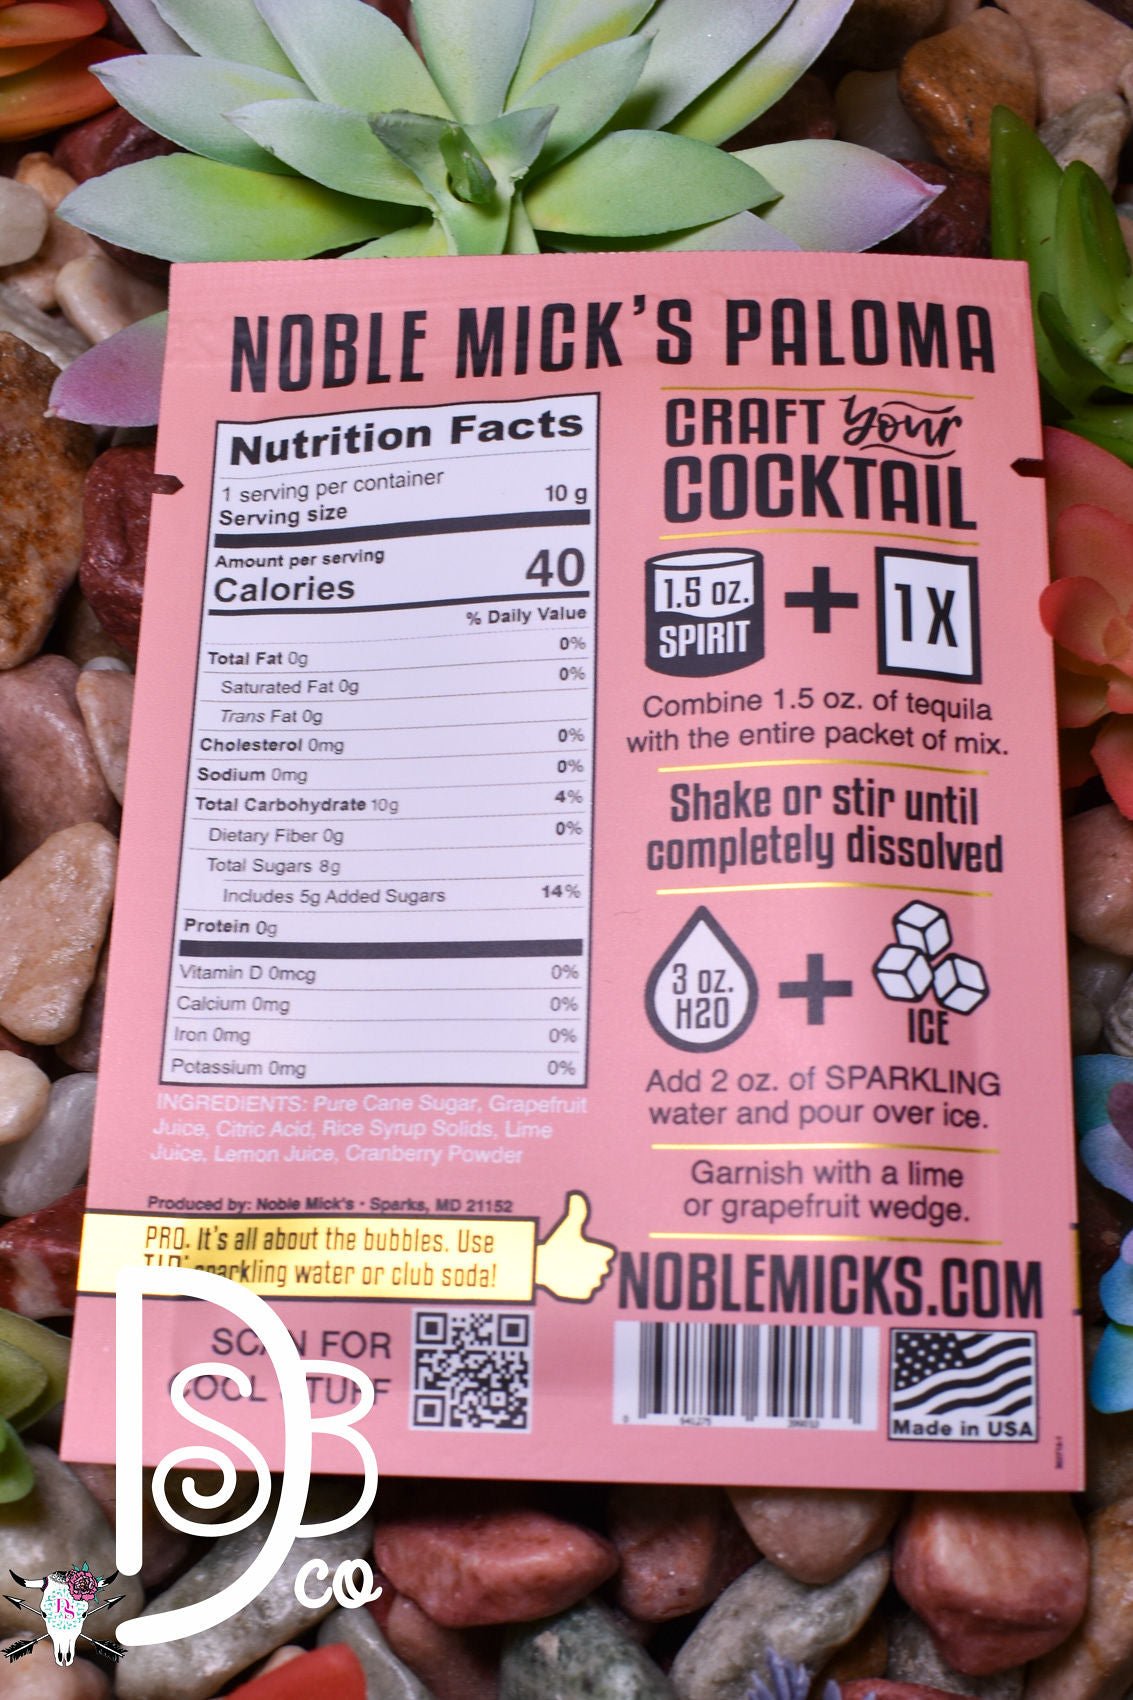 NOBLE MICK'S PALOMA
Nutrition Facts
1 serving per container
Serving size 10 g
Amount per serving
Calories 40
% Daily Value
Total Fat 0g 0%
Saturated Fat 0g 0%
Trans Fat 0g
Cholesterol 0mg 0%
Sodium 0mg 0%
Total Carbohydrate 10g 4%
Dietary Fiber 0g 0%
Total Sugars 8g
Includes 5g Added Sugars 14%
Protein 0g
Vitamin D 0mcg 0%
Calcium 0mg 0%
Iron 0mg 0%
Potassium 0mg 0%
INGREDIENTS: Pure Cane Sugar, Grapefruit
Juice, Citric Acid, Rice Syrup Solids, Lime
Juice, Lemon Juice, Cranberry Powder
Produced by: Noble Mick's • Sparks, MD 21152
PRO. It's all about the bubbles. Use
TIP: sparkling water or club soda!
SCAN FOR
COOL STUFF
CRAFT your
COCKTAIL
1.5 oz.
SPIRIT
+
1X
Combine 1.5 oz. of tequila
with the entire packet of mix.
Shake or stir until
completely dissolved
3 oz.
H2O
+
ICE
Add 2 oz. of SPARKLING
water and pour over ice.
Garnish with a lime
or grapefruit wedge.
NOBLEMICKS.COM
Made in USA
DSB
co